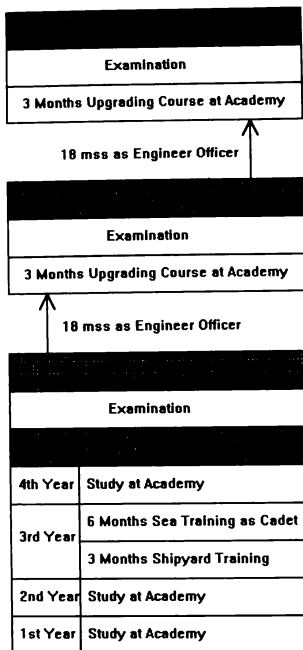 Examination
3 Months Upgrading Course at Academy
18 mss as Engineer Officer
Examination
3 Months Upgrading Course at Academy
18 mss as Engineer Officer
Examination
4th Year Study at Academy
3rd Year
6 Months Sea Training as Cadet
3 Months Shipyard Training
2nd Year Study at Academy
1st Year Study at Academy